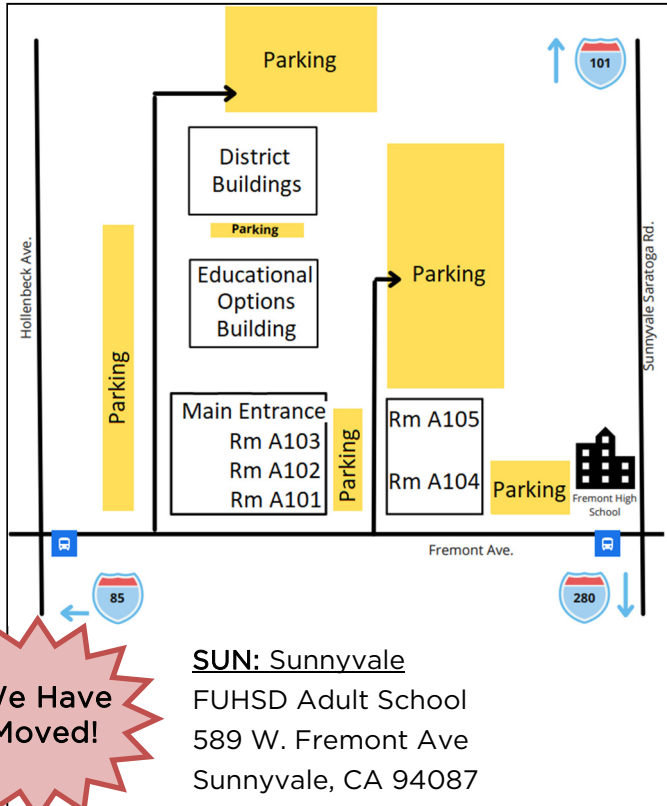 Parking
101
District
Buildings
Parking
Hollenbeck Ave.
Sunnyvale Saratoga Rd.
Educational
Options
Building
Parking
Parking
Main Entrance
Rm A103
Rm A102
Rm A101
Parking
Rm A105
Rm A104
Parking
Fremont High
School
Fremont Ave.
85
280
Have
Moved!
SUN: Sunnyvale
FUHSD Adult School
589 W. Fremont Ave
Sunnyvale, CA 94087